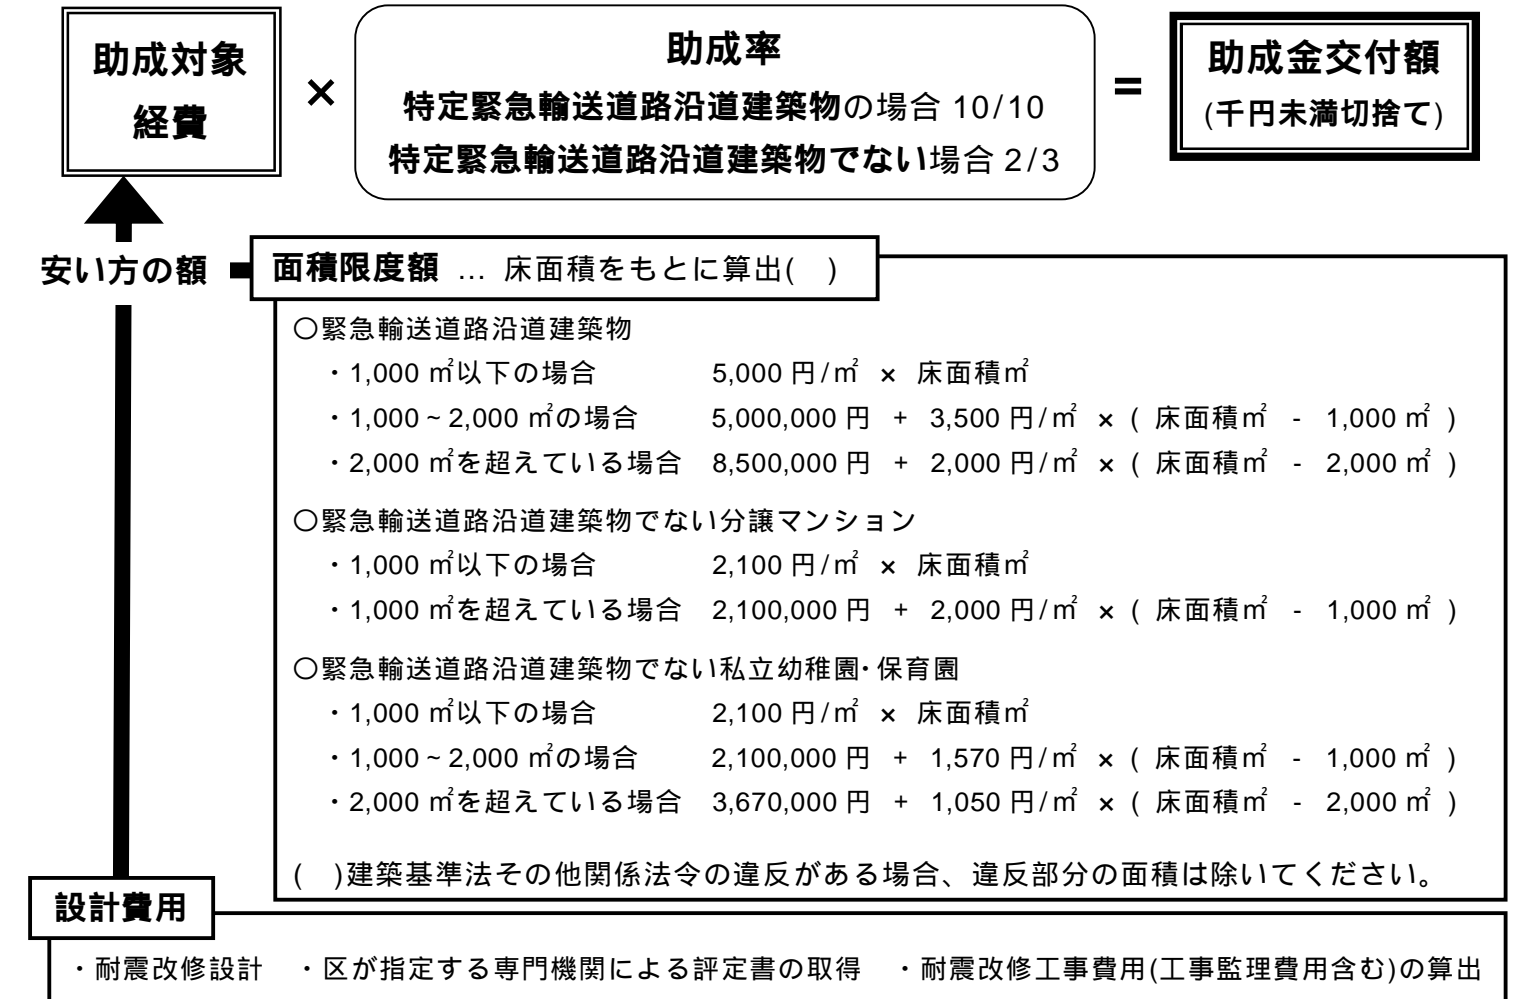 助成対象
経費
×
助成率
特定緊急輸送道路沿道建築物の場合 10/10
特定緊急輸送道路沿道建築物でない場合 2/3
=
助成金交付額
(千円未満切捨て)
安い方の額
面積限度額 … 床面積をもとに算出(　)
○緊急輸送道路沿道建築物
・1,000 ㎡以下の場合 5,000 円/㎡ × 床面積㎡
・1,000~2,000 ㎡の場合 5,000,000 円 + 3,500 円/㎡ × ( 床面積㎡ - 1,000 ㎡ )
・2,000 ㎡を超えている場合 8,500,000 円 + 2,000 円/㎡ × ( 床面積㎡ - 2,000 ㎡ )
○緊急輸送道路沿道建築物でない分譲マンション
・1,000 ㎡以下の場合 2,100 円/㎡ × 床面積㎡
・1,000 ㎡を超えている場合 2,100,000 円 + 2,000 円/㎡ × ( 床面積㎡ - 1,000 ㎡ )
○緊急輸送道路沿道建築物でない私立幼稚園・保育園
・1,000 ㎡以下の場合 2,100 円/㎡ × 床面積㎡
・1,000~2,000 ㎡の場合 2,100,000 円 + 1,570 円/㎡ × ( 床面積㎡ - 1,000 ㎡ )
・2,000 ㎡を超えている場合 3,670,000 円 + 1,050 円/㎡ × ( 床面積㎡ - 2,000 ㎡ )
(　)建築基準法その他関係法令の違反がある場合、違反部分の面積は除いてください。
設計費用
・耐震改修設計 ・区が指定する専門機関による評定書の取得 ・耐震改修工事費用(工事監理費用含む)の算出